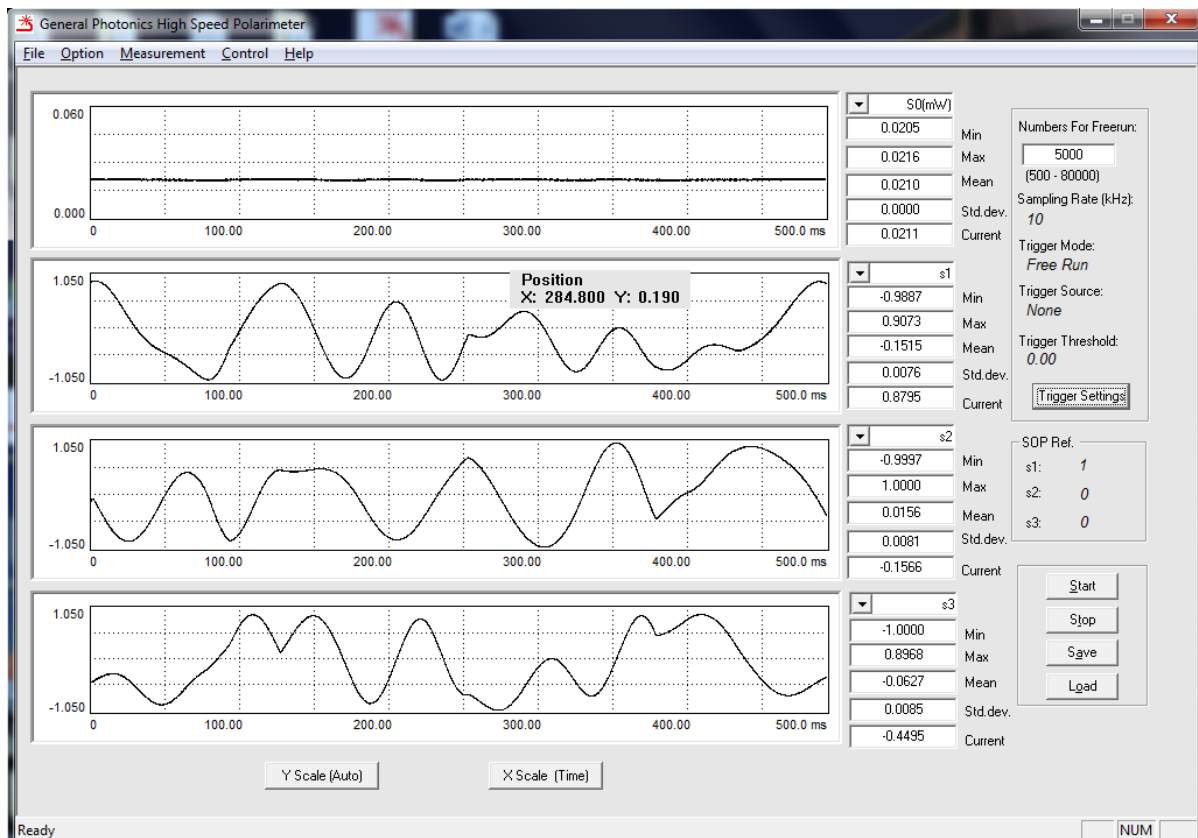 General Photonics High Speed Polarimeter
File Option Measurement Control Help
0.060
0.000
0 100.00 200.00 300.00 400.00 500.0 ms
S0(mW)
0.0205 Min
0.0216 Max
0.0210 Mean
0.0000 Std.dev.
0.0211 Current
1.050
-1.050
Position
X: 284.800 Y: 0.190
0 100.00 200.00 300.00 400.00 500.0 ms
s1
-0.9887 Min
0.9073 Max
-0.1515 Mean
0.0076 Std.dev.
0.8795 Current
1.050
-1.050
0 100.00 200.00 300.00 400.00 500.0 ms
s2
-0.9997 Min
1.0000 Max
0.0156 Mean
0.0081 Std.dev.
-0.1566 Current
1.050
-1.050
0 100.00 200.00 300.00 400.00 500.0 ms
s3
-1.0000 Min
0.8968 Max
-0.0627 Mean
0.0085 Std.dev.
-0.4495 Current
Numbers For Freerun:
5000
(500 - 80000)
Sampling Rate (kHz):
10
Trigger Mode:
Free Run
Trigger Source:
None
Trigger Threshold:
0.00
Trigger Settings
SOP Ref.
s1: 1
s2: 0
s3: 0
Start
Stop
Save
Load
Y Scale (Auto) X Scale (Time)
Ready NUM